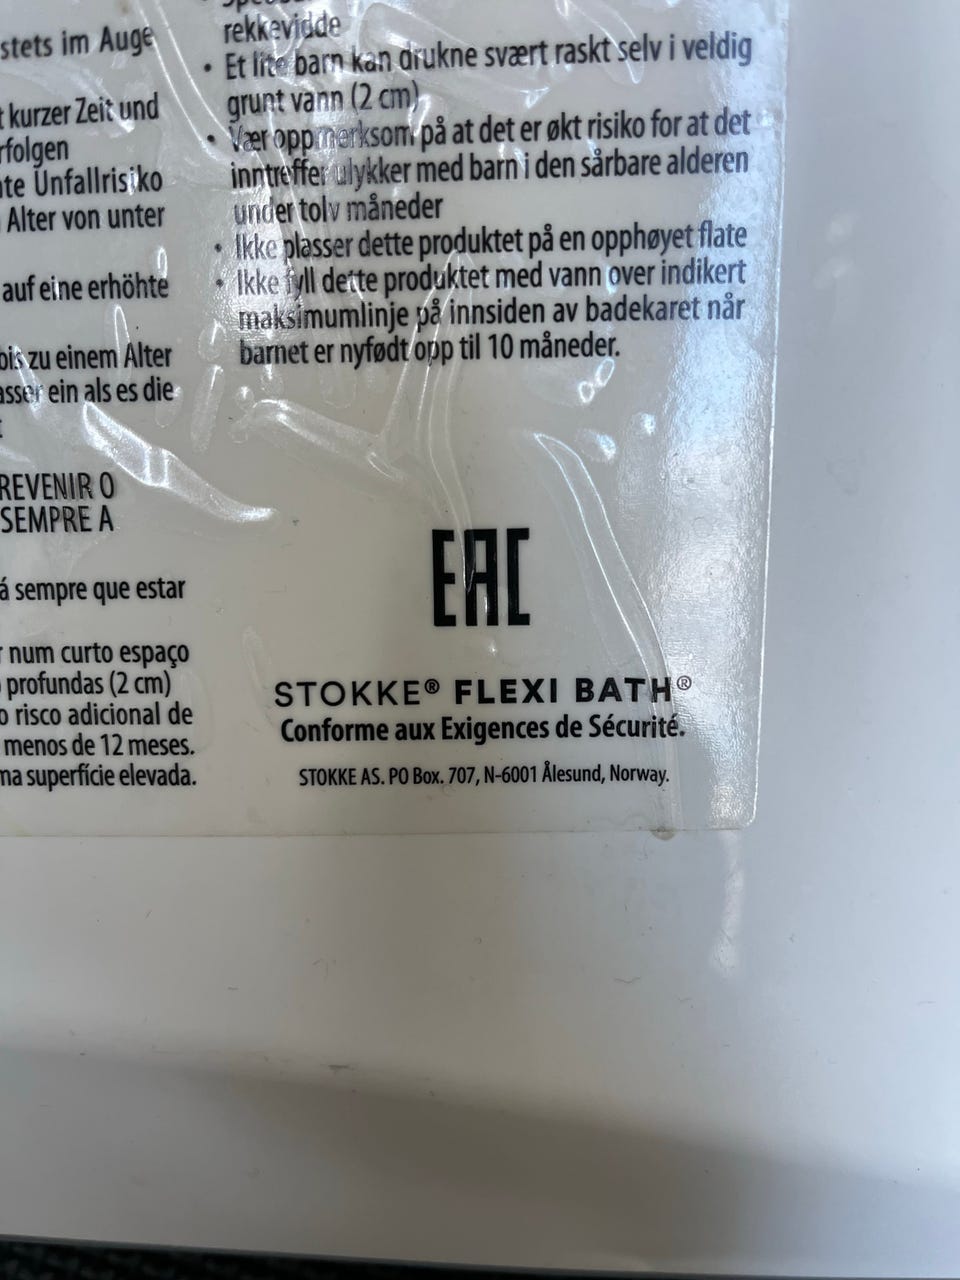 stets im Auge
t kurzer Zeit und
rfolgen
te Unfallrisiko
Alter von unter
auf eine erhöhte
bis zu einem Alter
asser ein als es die
REVENIR O
SEMPRE A
á sempre que estar
r num curto espaço
profundas (2 cm)
o risco adicional de
menos de 12 meses.
ma superfície elevada.
rekkevidde
• Et lite barn kan drukne svært raskt selv i veldig
grunt vann (2 cm)
• Vær oppmerksom på at det er økt risiko for at det
inntreffer ulykker med barn i den sårbare alderen
under tolv måneder
• Ikke plasser dette produktet på en opphøyet flate
• Ikke fyll dette produktet med vann over indikert
maksimumlinje på innsiden av badekaret når
barnet er nyfødt opp til 10 måneder.
EAC
STOKKE® FLEXI BATH®
Conforme aux Exigences de Sécurité.
STOKKE AS. PO Box. 707, N-6001 Ålesund, Norway.